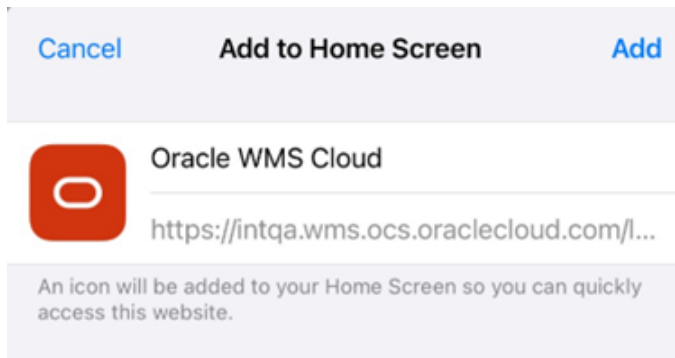 Cancel Add to Home Screen Add
Oracle WMS Cloud
https://intqa.wms.ocs.oraclecloud.com/l...
An icon will be added to your Home Screen so you can quickly
access this website.